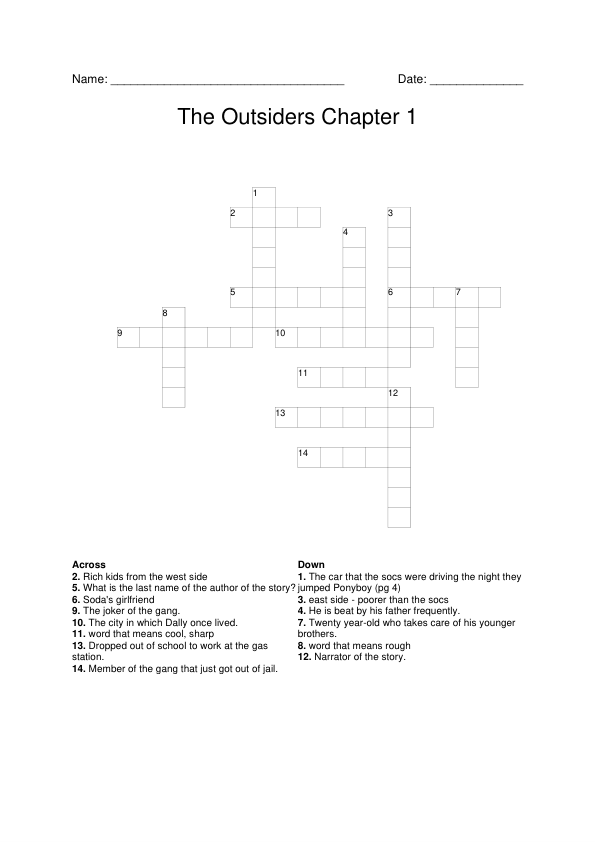 Name: ___________________________________ Date: ______________
The Outsiders Chapter 1
1
2 3
4
5 6 7
8
9 10
11
12
13
14
Across
2. Rich kids from the west side
5. What is the last name of the author of the story?
6. Soda's girlfriend
9. The joker of the gang.
10. The city in which Dally once lived.
11. word that means cool, sharp
13. Dropped out of school to work at the gas
station.
14. Member of the gang that just got out of jail.
Down
1. The car that the socs were driving the night they
jumped Ponyboy (pg 4)
3. east side - poorer than the socs
4. He is beat by his father frequently.
7. Twenty year-old who takes care of his younger
brothers.
8. word that means rough
12. Narrator of the story.